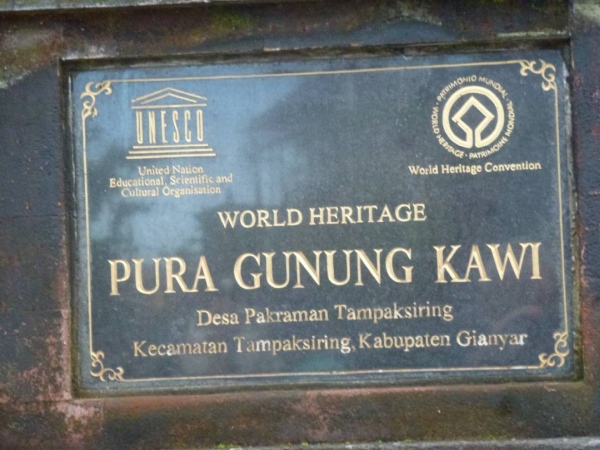 UNESCO
United Nation
Educational, Scientific and
Cultural Organisation
WORLD HERITAGE · PATRIMOINE MONDIAL · PATRIMONIO MUNDIAL
World Heritage Convention
WORLD HERITAGE
PURA GUNUNG KAWI
Desa Pakraman Tampaksiring
Kecamatan Tampaksiring, Kabupaten Gianyar